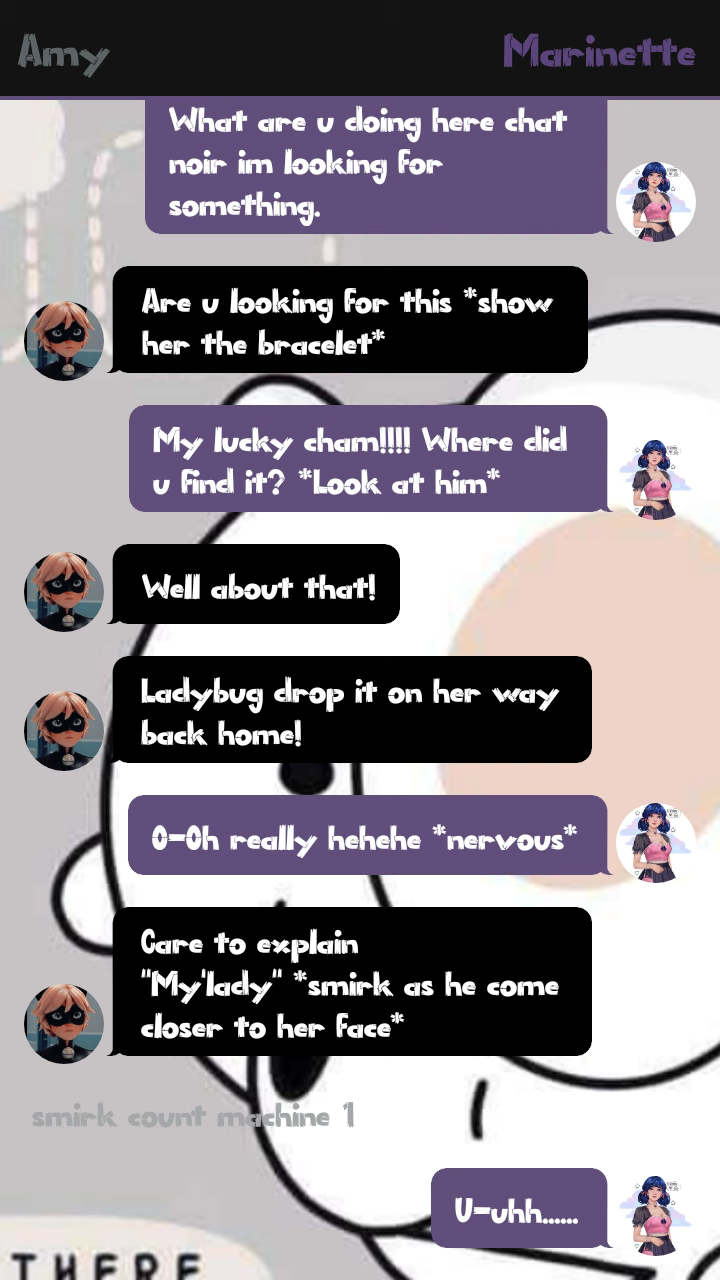 Amy
Marinette
What are u doing here chat
noir im looking for
something.
Are u looking for this *show
her the bracelet*
My lucky cham!!!! Where did
u find it? *Look at him*
Well about that!
Ladybug drop it on her way
back home!
O-Oh really hehehe *nervous*
Care to explain
"My'lady" *smirk as he come
closer to her face*
smirk count machine 1
U-uhh......
THERE